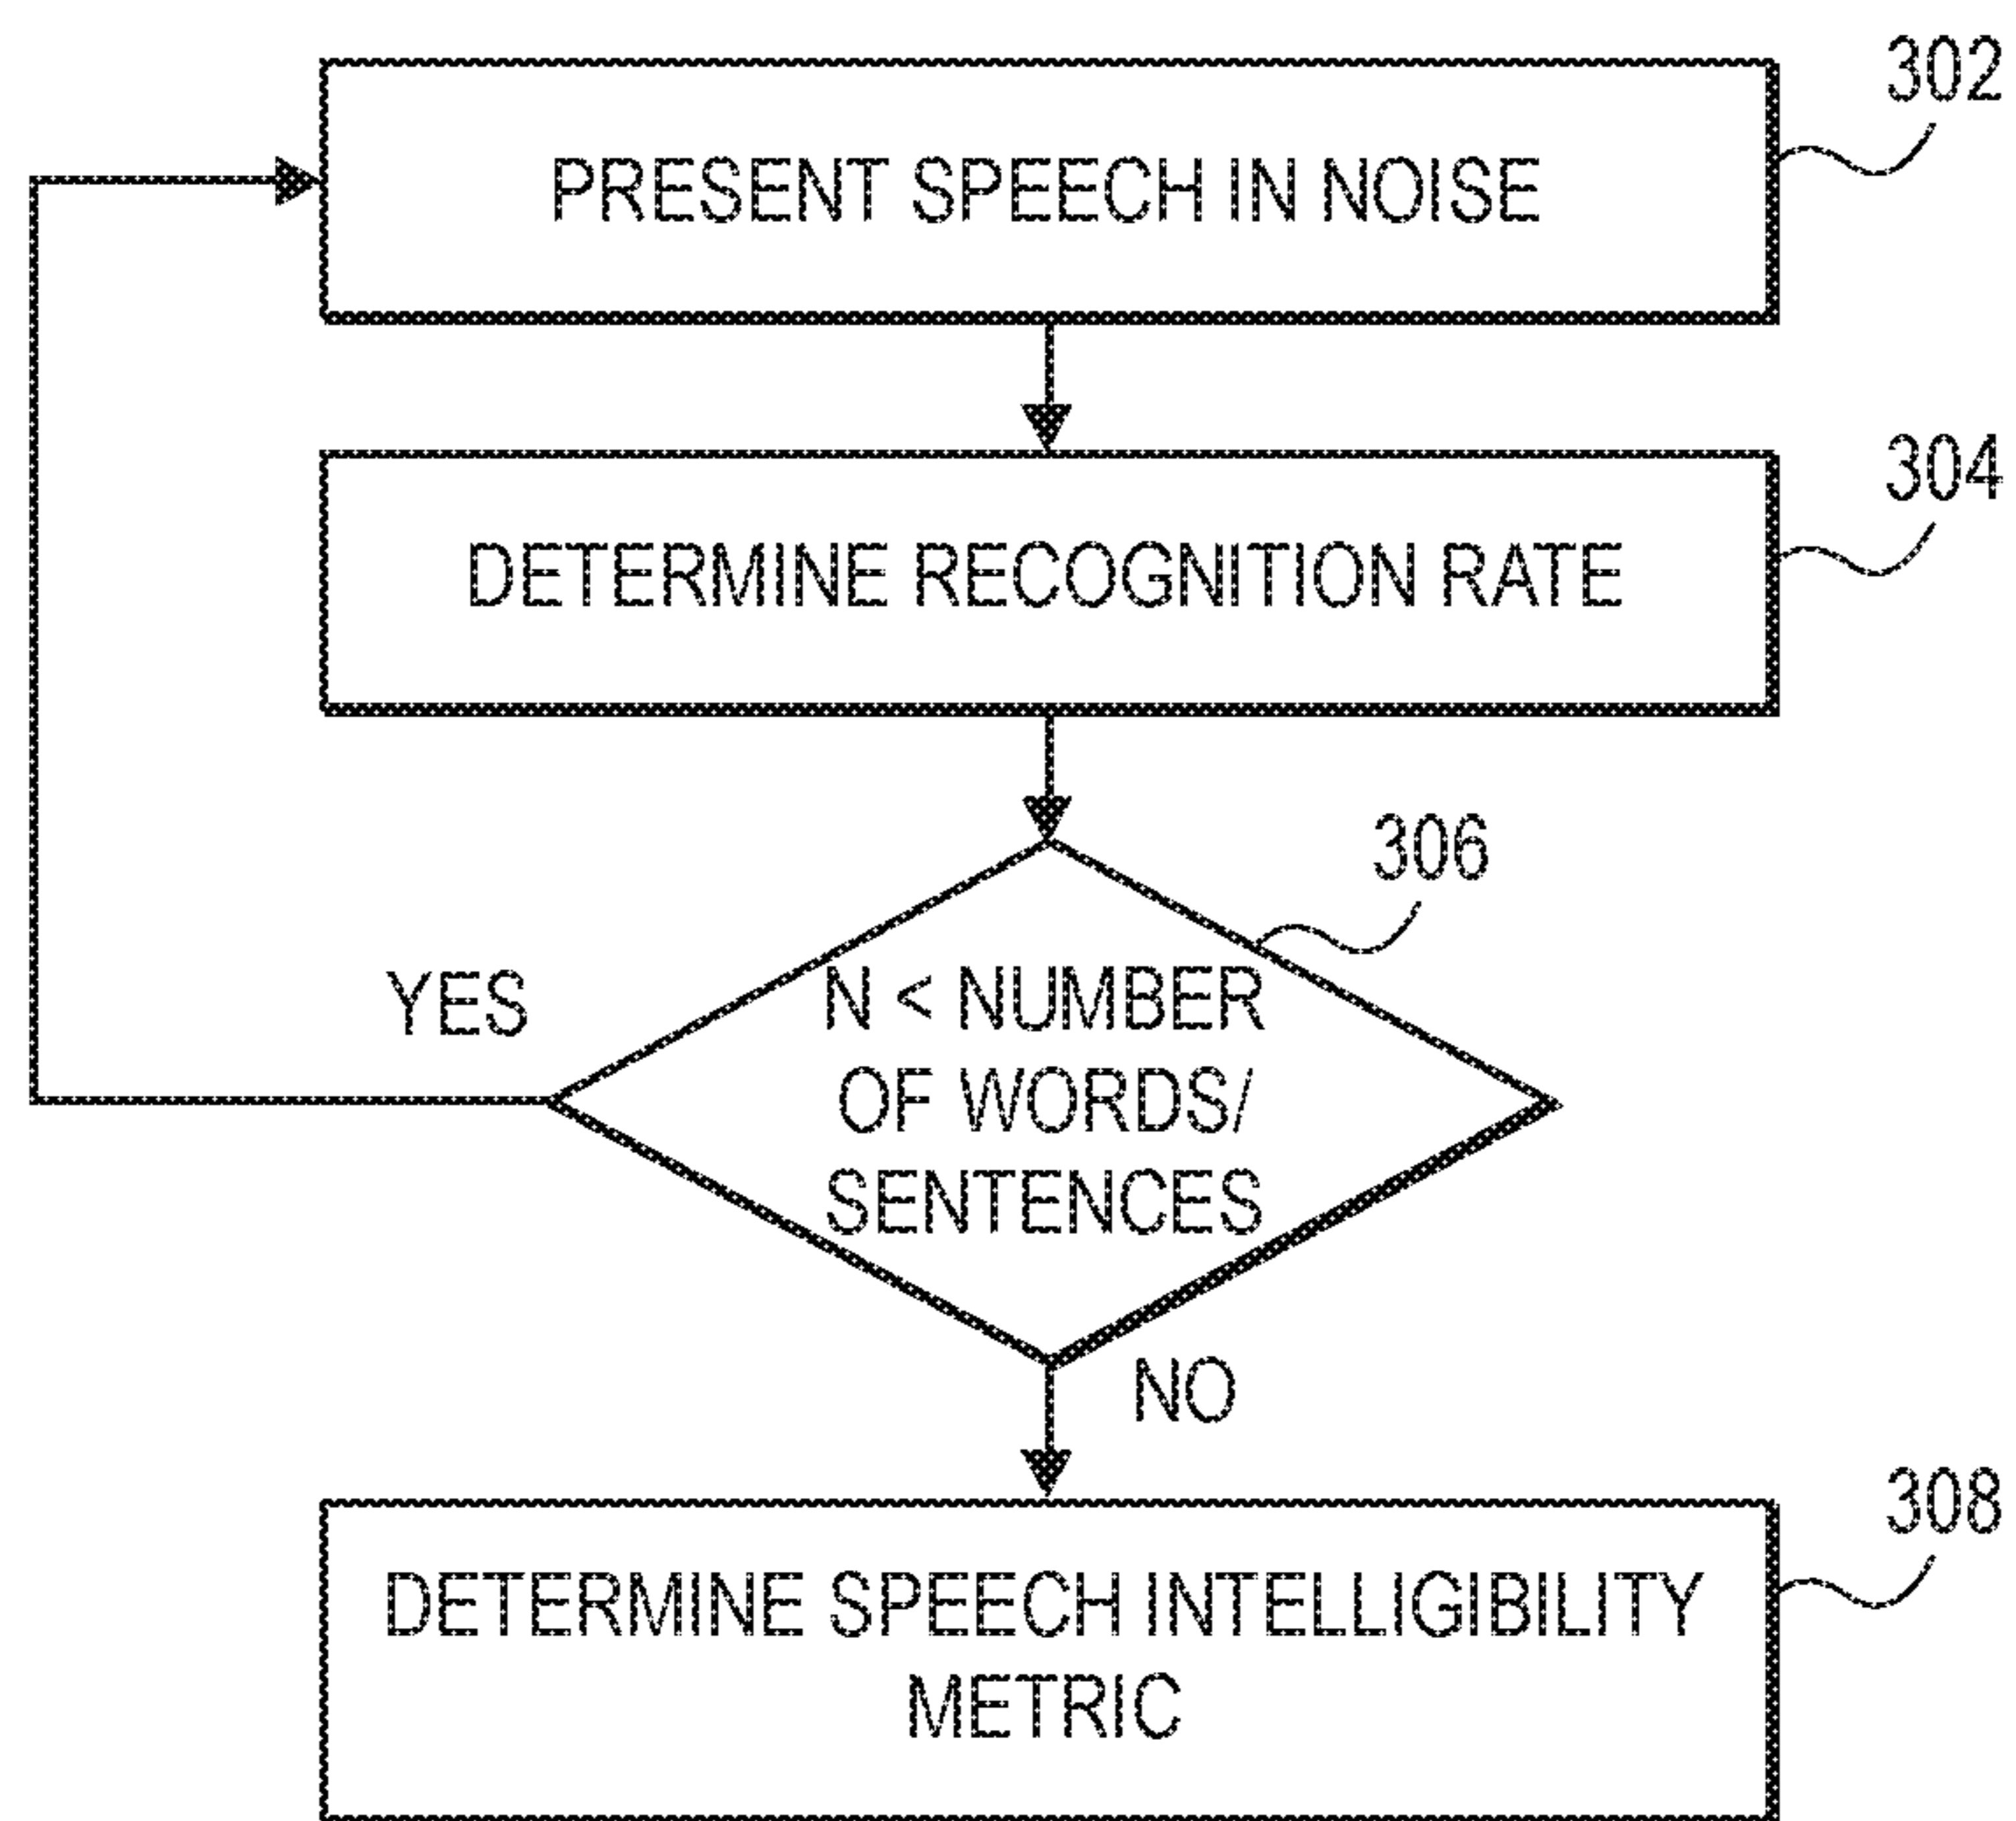 302
PRESENT SPEECH IN NOISE
304
DETERMINE RECOGNITION RATE
306
YES
N < NUMBER
OF WORDS/
SENTENCES
NO
308
DETERMINE SPEECH INTELLIGIBILITY
METRIC